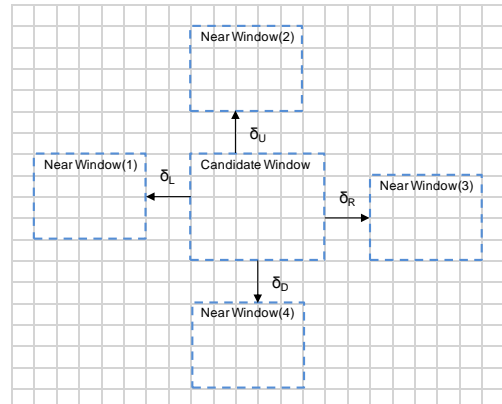 Near Window(2)
δU
Near Window(1)
Candidate Window
δL
Near Window(3)
δR
δD
Near Window(4)